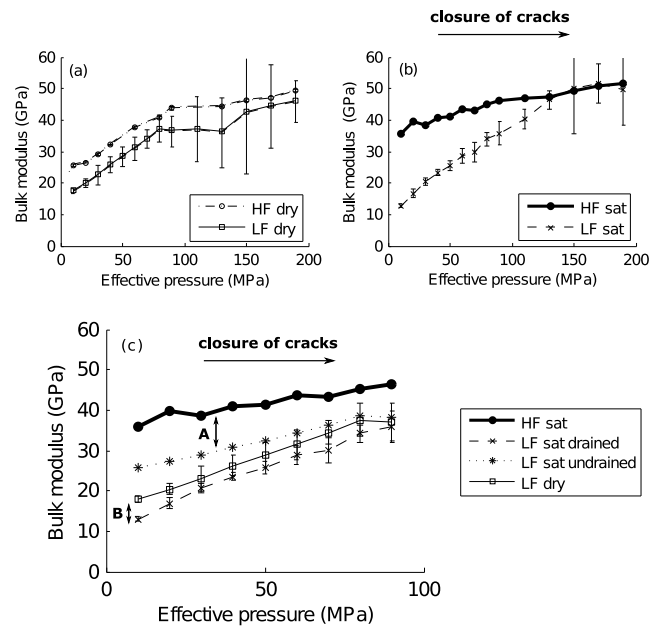 closure of cracks
(a)
60
50
40
30
20
10
0
0 50 100 150 200
Bulk modulus (GPa)
Effective pressure (MPa)
HF dry
LF dry
(b)
60
50
40
30
20
10
0
0 50 100 150 200
Bulk modulus (GPa)
Effective pressure (MPa)
HF sat
LF sat
closure of cracks
(c)
60
50
40
30
20
10
0
0 50 100
Bulk modulus (GPa)
Effective pressure (MPa)
A
B
HF sat
LF sat drained
LF sat undrained
LF dry